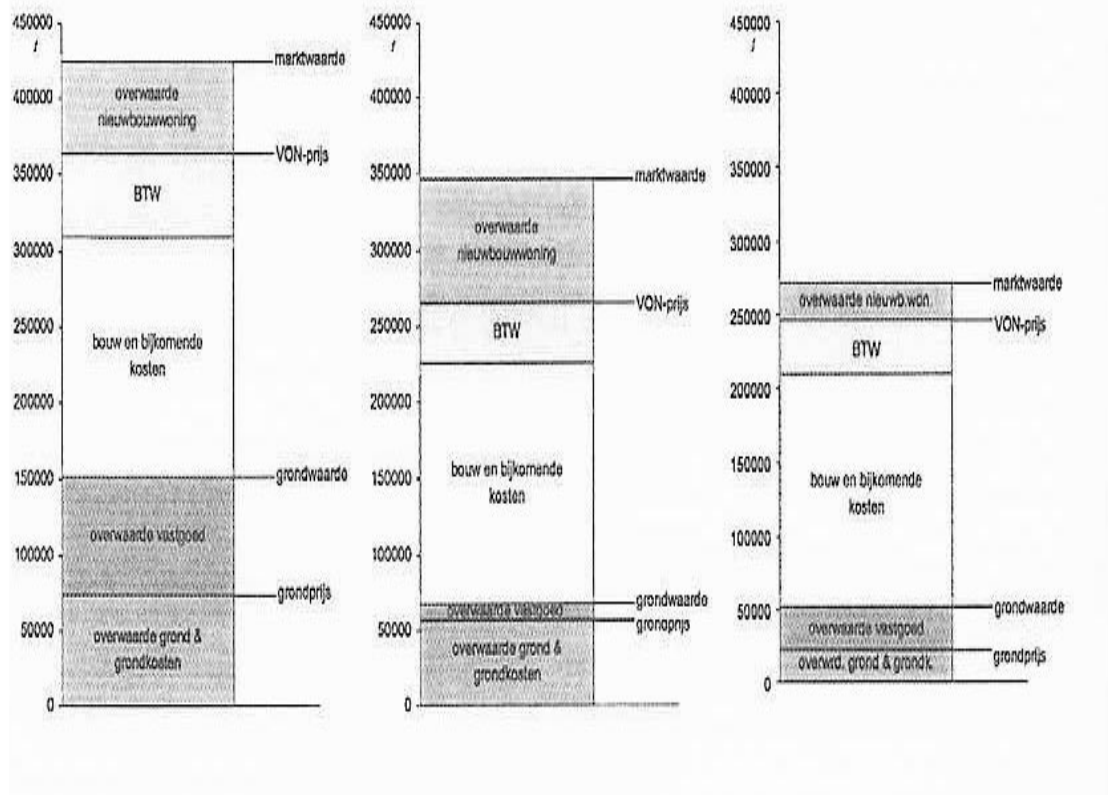 450000
f
marktwaarde
overwaarde
nieuwbouwwoning
400000
VON-prijs
350000
BTW
300000
250000
bouw en bijkomende
kosten
200000
150000
grondwaarde
overwaarde vastgoed
100000
grondprijs
50000
overwaarde grond &
grondkosten
0
450000
f
400000
350000
marktwaarde
overwaarde
nieuwbouwwoning
300000
VON-prijs
250000
BTW
200000
bouw en bijkomende
kosten
150000
100000
grondwaarde
overwaarde vastgoed
grondprijs
50000
overwaarde grond &
grondkosten
0
450000
f
400000
350000
300000
marktwaarde
overwaarde nieuwb.won.
250000
VON-prijs
BTW
200000
bouw en bijkomende
kosten
150000
100000
50000
grondwaarde
overwaarde vastgoed
grondprijs
overwrd. grond & grondk.
0